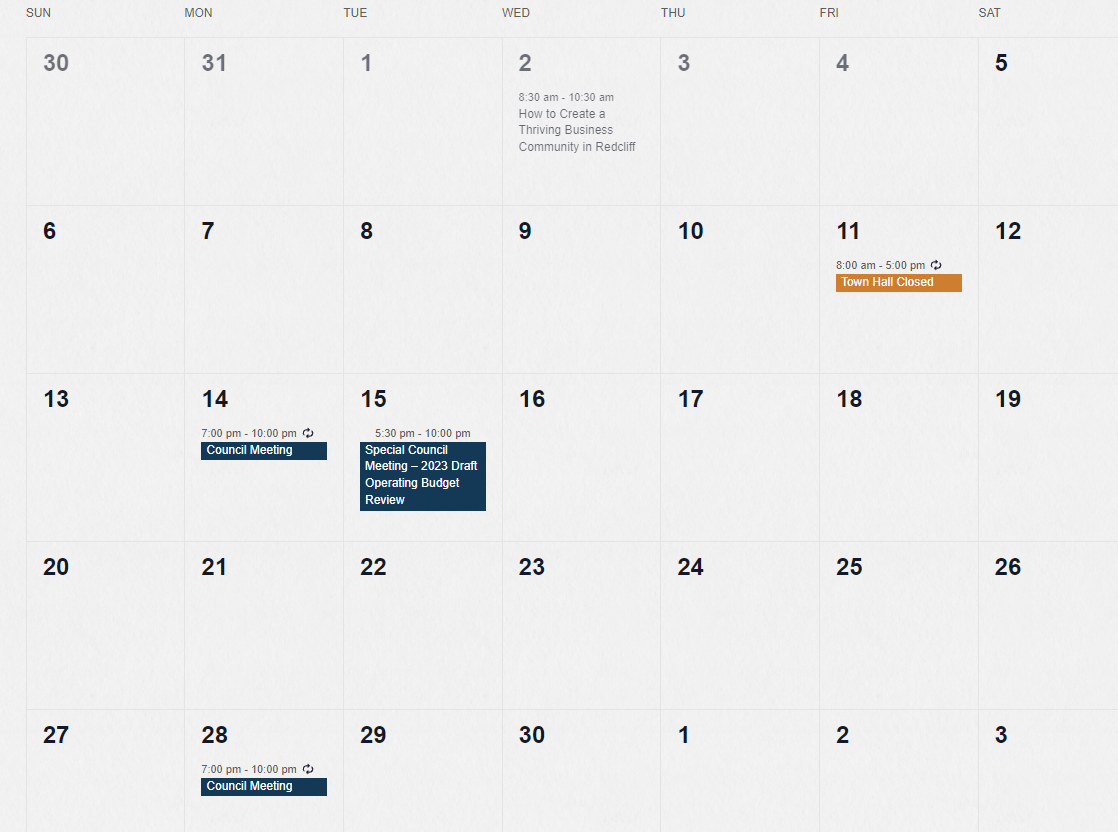 SUN MON TUE WED THU FRI SAT
30 31 1 2 3 4 5
8:30 am - 10:30 am
How to Create a
Thriving Business
Community in Redcliff
6 7 8 9 10 11 12
8:00 am - 5:00 pm
Town Hall Closed
13 14 15 16 17 18 19
7:00 pm - 10:00 pm
Council Meeting
5:30 pm - 10:00 pm
Special Council
Meeting – 2023 Draft
Operating Budget
Review
20 21 22 23 24 25 26
27 28 29 30 1 2 3
7:00 pm - 10:00 pm
Council Meeting